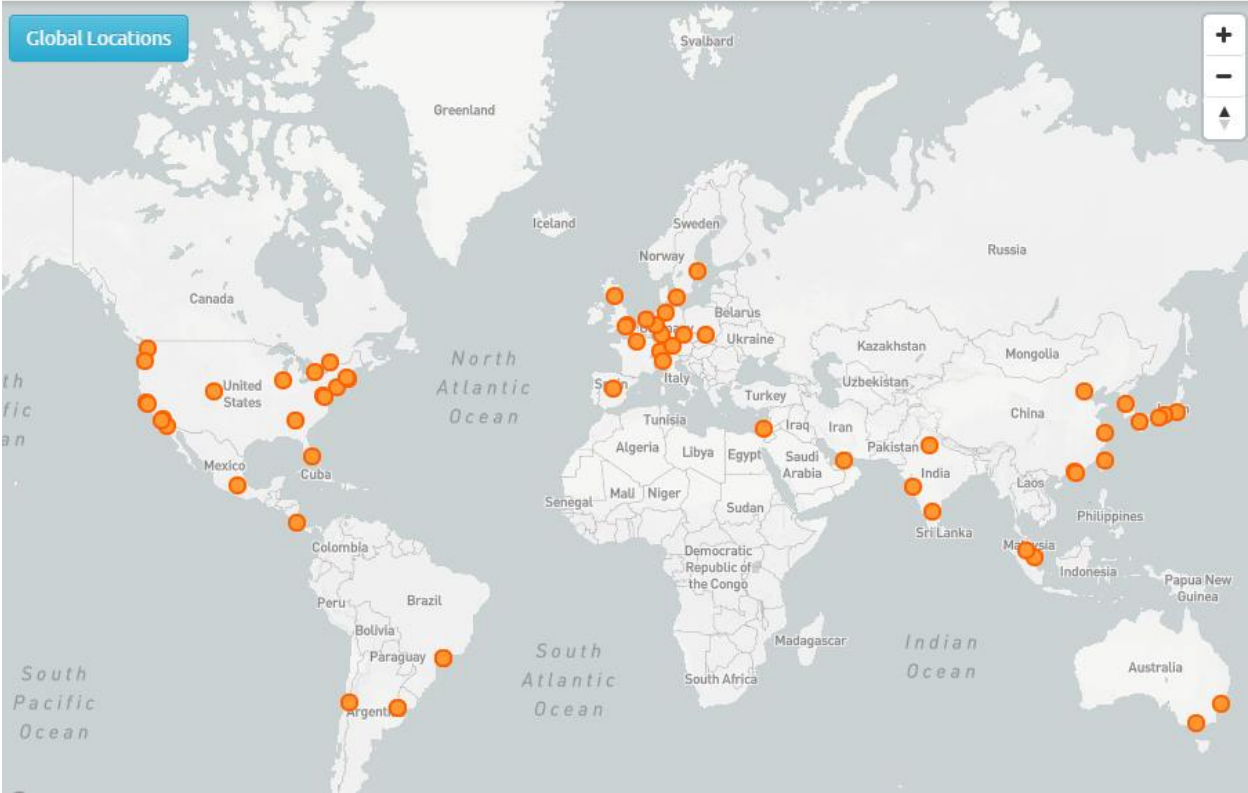 Global Locations
+
−
Svalbard
Greenland
Iceland
Sweden
Norway
Russia
Canada
Belarus
Ukraine
Kazakhstan
Mongolia
North
Atlantic
Ocean
United
States
Italy
Turkey
Uzbekistan
China
Tunisia
Iraq
Iran
Pakistan
Algeria
Libya
Egypt
Saudi
Arabia
India
Mexico
Cuba
Laos
Senegal
Mali
Niger
Sudan
Philippines
Sri Lanka
Colombia
Democratic
Republic of
the Congo
Indonesia
Papua New
Guinea
Peru
Brazil
Bolivia
Paraguay
Madagascar
Indian
Ocean
South
Atlantic
Ocean
South Africa
Australia
South
Pacific
Ocean